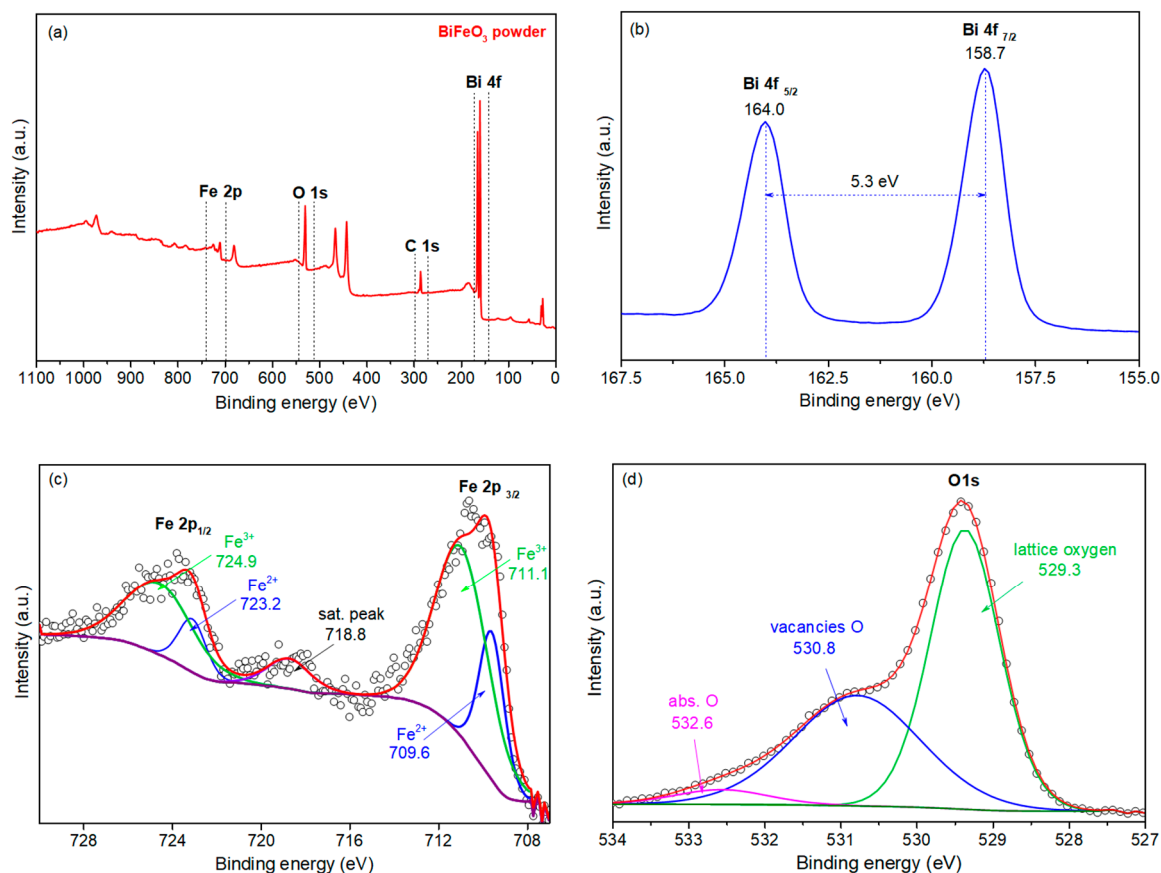 (a)
BiFeO3 powder
Bi 4f
Fe 2p
O 1s
C 1s
Intensity (a.u.)
1100 1000 900 800 700 600 500 400 300 200 100 0
Binding energy (eV)
(b)
Bi 4f 7/2
158.7
Bi 4f 5/2
164.0
5.3 eV
Intensity (a.u.)
167.5 165.0 162.5 160.0 157.5 155.0
Binding energy (eV)
(c)
Fe 2p 3/2
Fe 2p1/2
Fe3+
724.9
Fe3+
711.1
Fe2+
723.2
sat. peak
718.8
Fe2+
709.6
Intensity (a.u.)
728 724 720 716 712 708
Binding energy (eV)
(d)
O1s
lattice oxygen
529.3
vacancies O
530.8
abs. O
532.6
Intensity (a.u.)
534 533 532 531 530 529 528 527
Binding energy (eV)